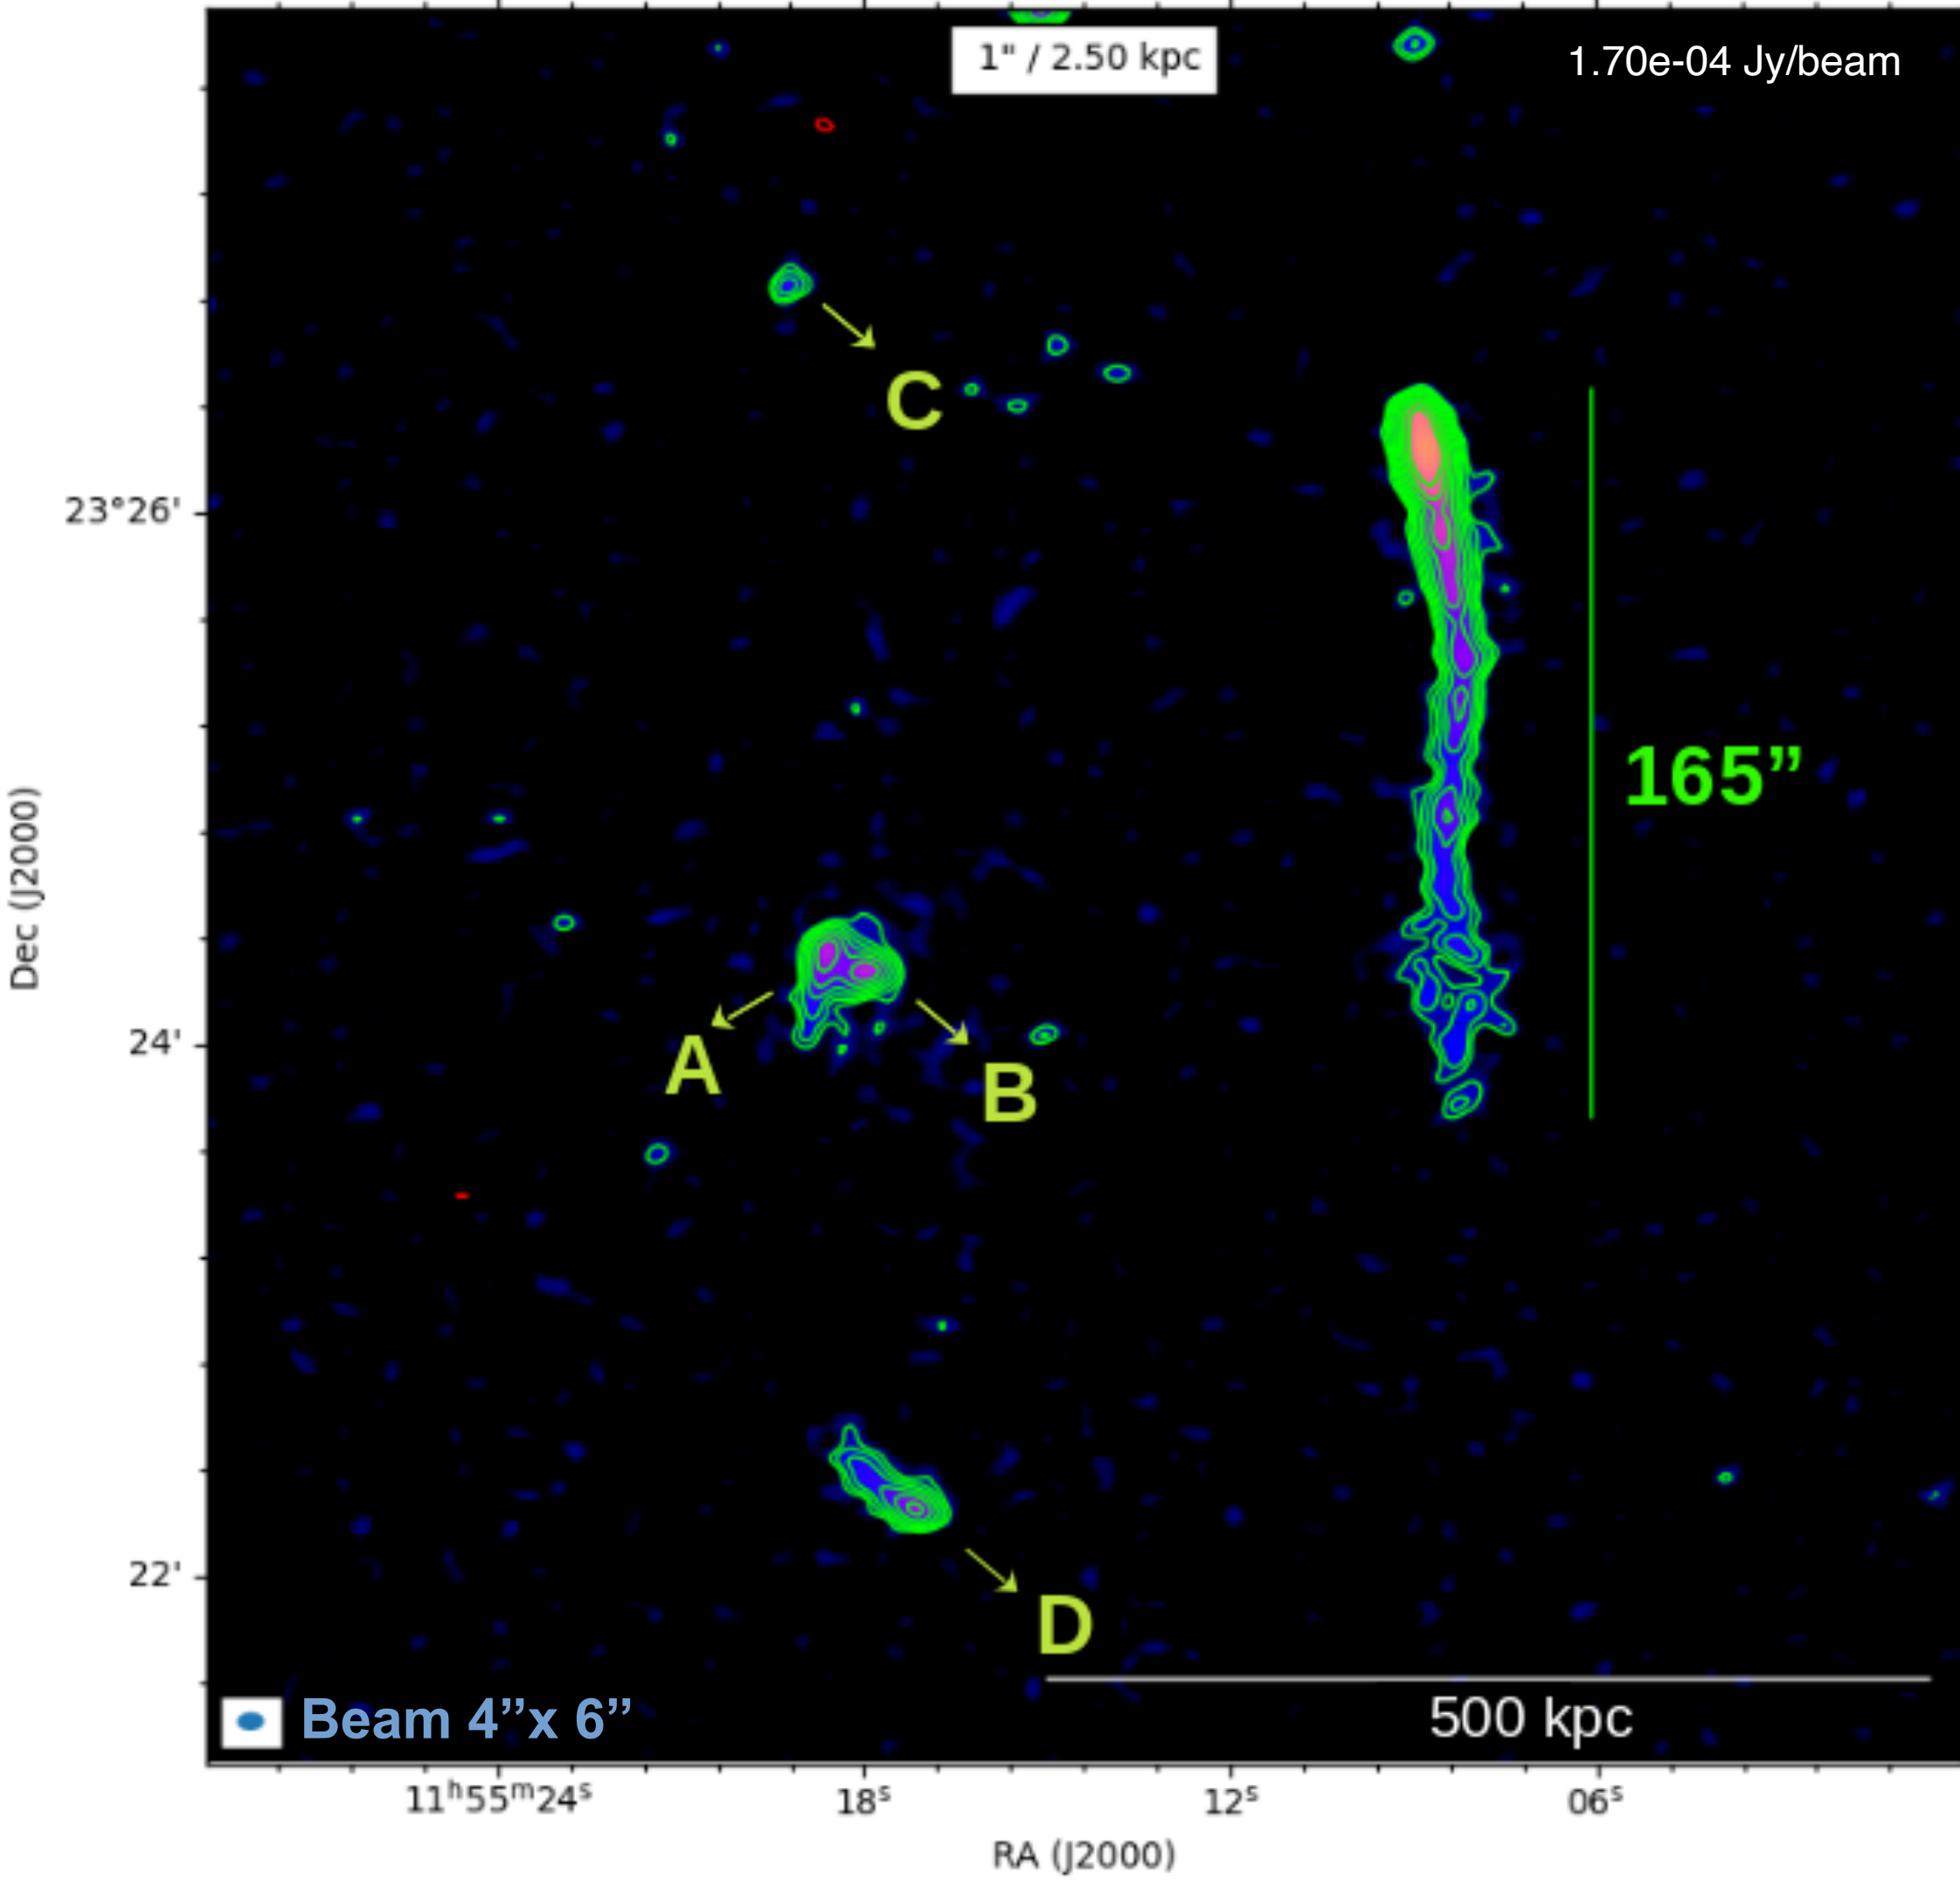 1" / 2.50 kpc
1.70e-04 Jy/beam
C
23°26'
165”
Dec (J2000)
24'
A
B
22'
D
Beam 4”x 6”
500 kpc
11ʰ55ᵐ24ˢ
18ˢ
12ˢ
06ˢ
RA (J2000)